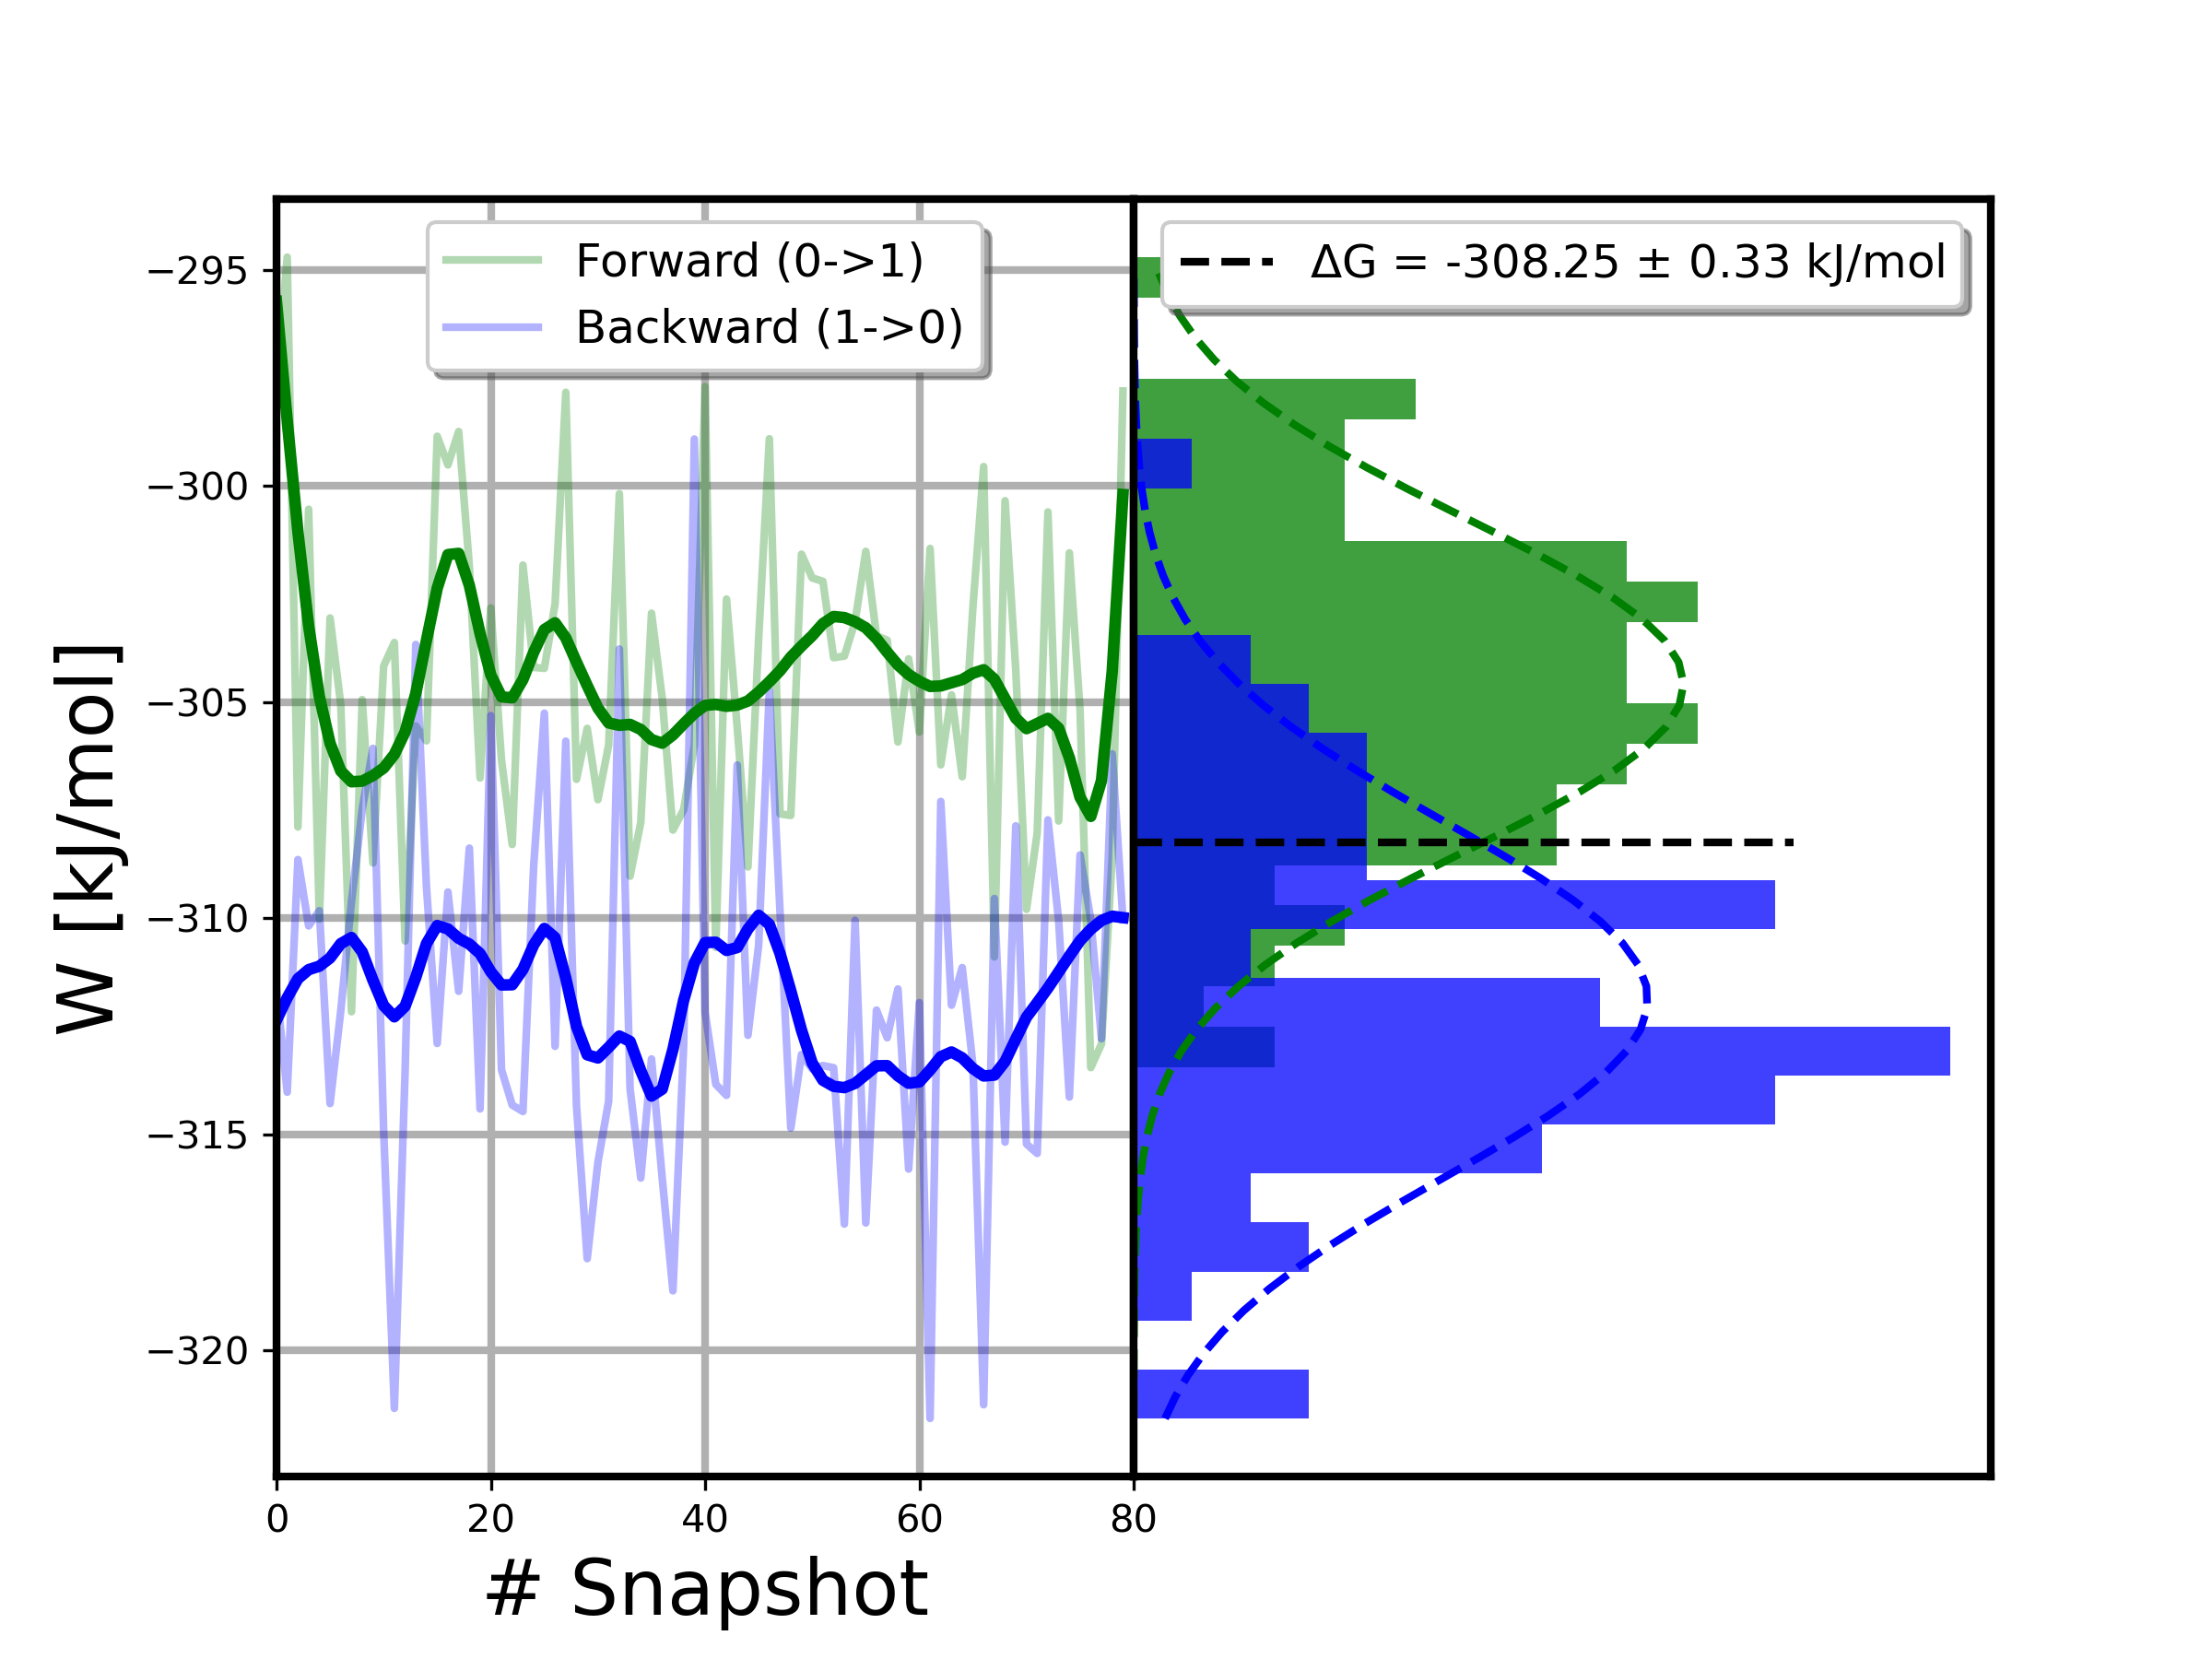 Forward (0->1)
Backward (1->0)
ΔG = -308.25 ± 0.33 kJ/mol
W [kJ/mol]
−295
−300
−305
−310
−315
−320
0 20 40 60 80
# Snapshot